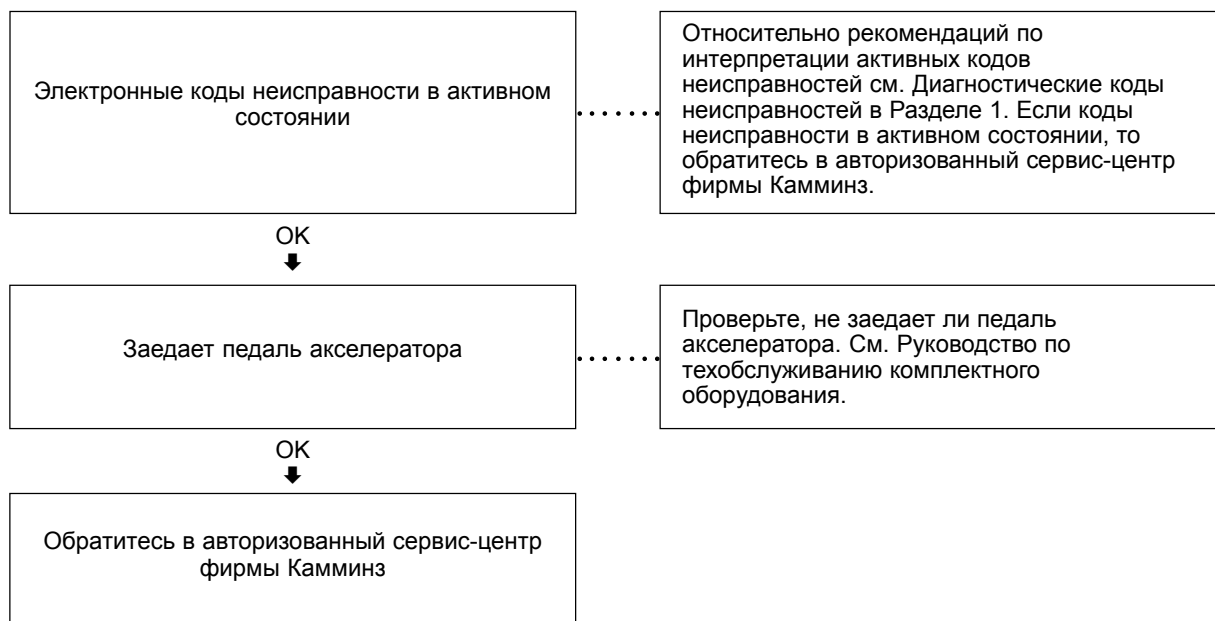 Электронные коды неисправности в активном
состоянии
Относительно рекомендаций по
интерпретации активных кодов
неисправностей см. Диагностические коды
неисправностей в Разделе 1. Если коды
неисправности в активном состоянии, то
обратитесь в авторизованный сервис-центр
фирмы Камминз.
OK
Заедает педаль акселератора
Проверьте, не заедает ли педаль
акселератора. См. Руководство по
техобслуживанию комплектного
оборудования.
OK
Обратитесь в авторизованный сервис-центр
фирмы Камминз